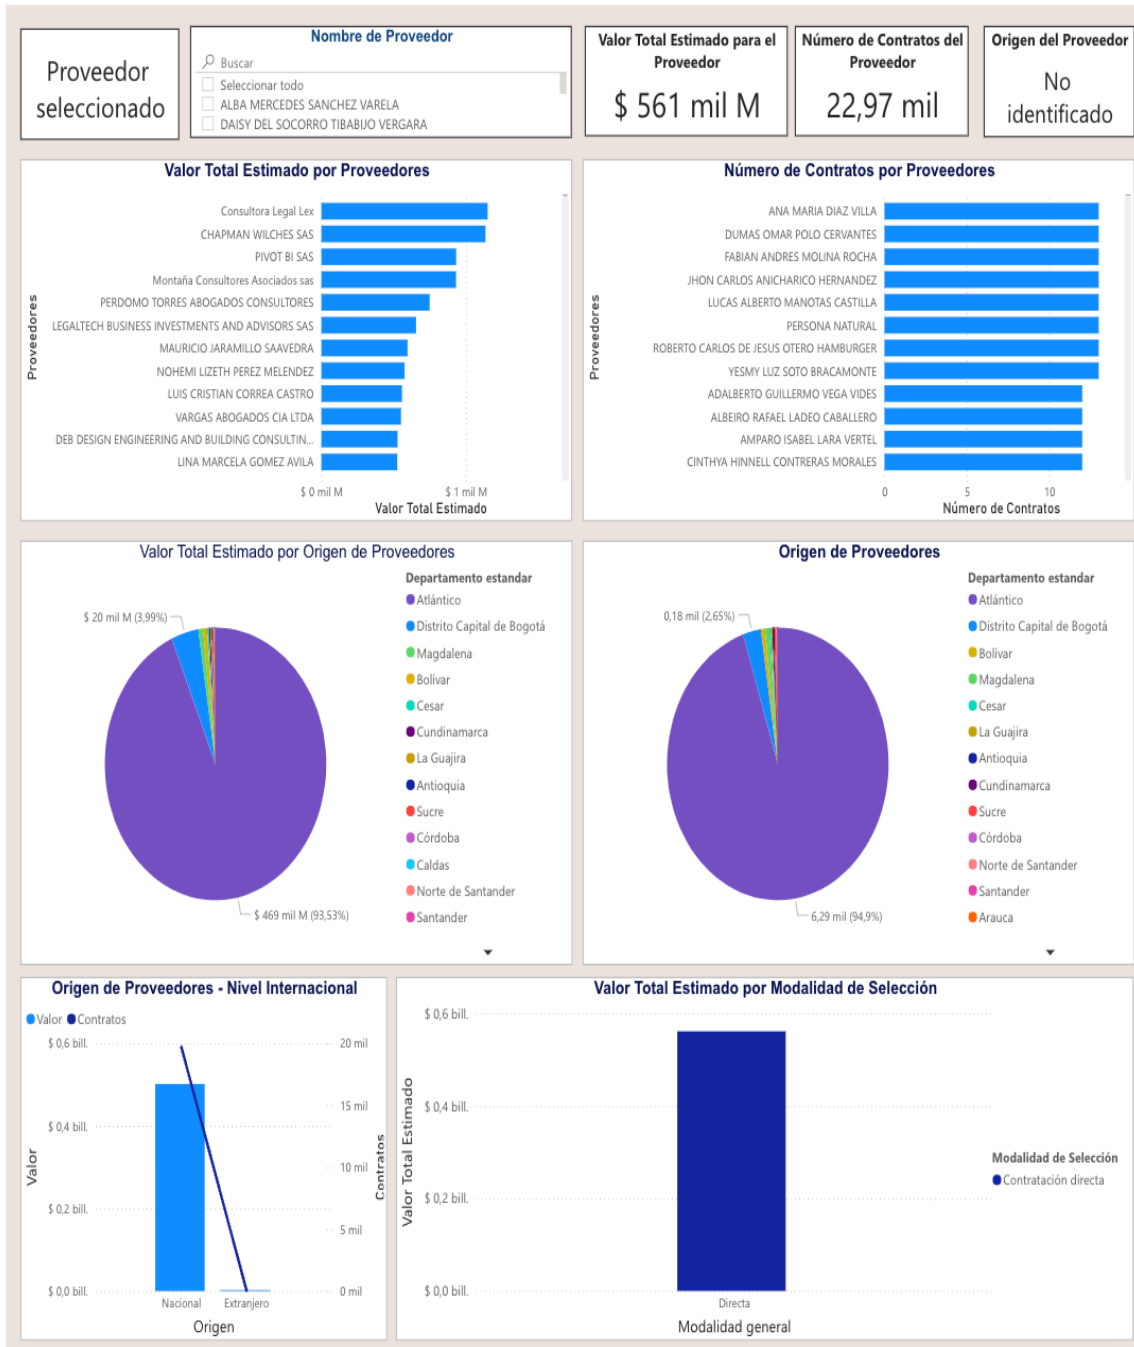 Proveedor
seleccionado
Nombre de Proveedor
Buscar
Seleccionar todo
ALBA MERCEDES SANCHEZ VARELA
DAISY DEL SOCORRO TIBABIJO VERGARA
Valor Total Estimado para el
Proveedor
$ 561 mil M
Número de Contratos del
Proveedor
22,97 mil
Origen del Proveedor
No
identificado
Valor Total Estimado por Proveedores
Proveedores
Consultora Legal Lex
CHAPMAN WILCHES SAS
PIVOT BI SAS
Montaña Consultores Asociados sas
PERDOMO TORRES ABOGADOS CONSULTORES
LEGALTECH BUSINESS INVESTMENTS AND ADVISORS SAS
MAURICIO JARAMILLO SAAVEDRA
NOHEMI LIZETH PEREZ MELENDEZ
LUIS CRISTIAN CORREA CASTRO
VARGAS ABOGADOS CIA LTDA
DEB DESIGN ENGINEERING AND BUILDING CONSULTIN...
LINA MARCELA GOMEZ AVILA
$ 0 mil M
$ 1 mil M
Valor Total Estimado
Número de Contratos por Proveedores
Proveedores
ANA MARIA DIAZ VILLA
DUMAS OMAR POLO CERVANTES
FABIAN ANDRES MOLINA ROCHA
JHON CARLOS ANICHARICO HERNANDEZ
LUCAS ALBERTO MANOTAS CASTILLA
PERSONA NATURAL
ROBERTO CARLOS DE JESUS OTERO HAMBURGER
YESMY LUZ SOTO BRACAMONTE
ADALBERTO GUILLERMO VEGA VIDES
ALBEIRO RAFAEL LADEO CABALLERO
AMPARO ISABEL LARA VERTEL
CINTHYA HINNELL CONTRERAS MORALES
0
5
10
Número de Contratos
Valor Total Estimado por Origen de Proveedores
$ 20 mil M (3,99%)
$ 469 mil M (93,53%)
Departamento estandar
Atlántico
Distrito Capital de Bogotá
Magdalena
Bolívar
Cesar
Cundinamarca
La Guajira
Antioquia
Sucre
Córdoba
Caldas
Norte de Santander
Santander
Origen de Proveedores
0,18 mil (2,65%)
6,29 mil (94,9%)
Departamento estandar
Atlántico
Distrito Capital de Bogotá
Bolívar
Magdalena
Cesar
La Guajira
Antioquia
Cundinamarca
Sucre
Córdoba
Norte de Santander
Santander
Arauca
Origen de Proveedores - Nivel Internacional
Valor
Contratos
$ 0,6 bill.
$ 0,4 bill.
$ 0,2 bill.
$ 0,0 bill.
Valor
20 mil
15 mil
10 mil
5 mil
0 mil
Contratos
Nacional
Extranjero
Origen
Valor Total Estimado por Modalidad de Selección
$ 0,6 bill.
$ 0,4 bill.
$ 0,2 bill.
$ 0,0 bill.
Valor Total Estimado
Directa
Modalidad general
Modalidad de Selección
Contratación directa